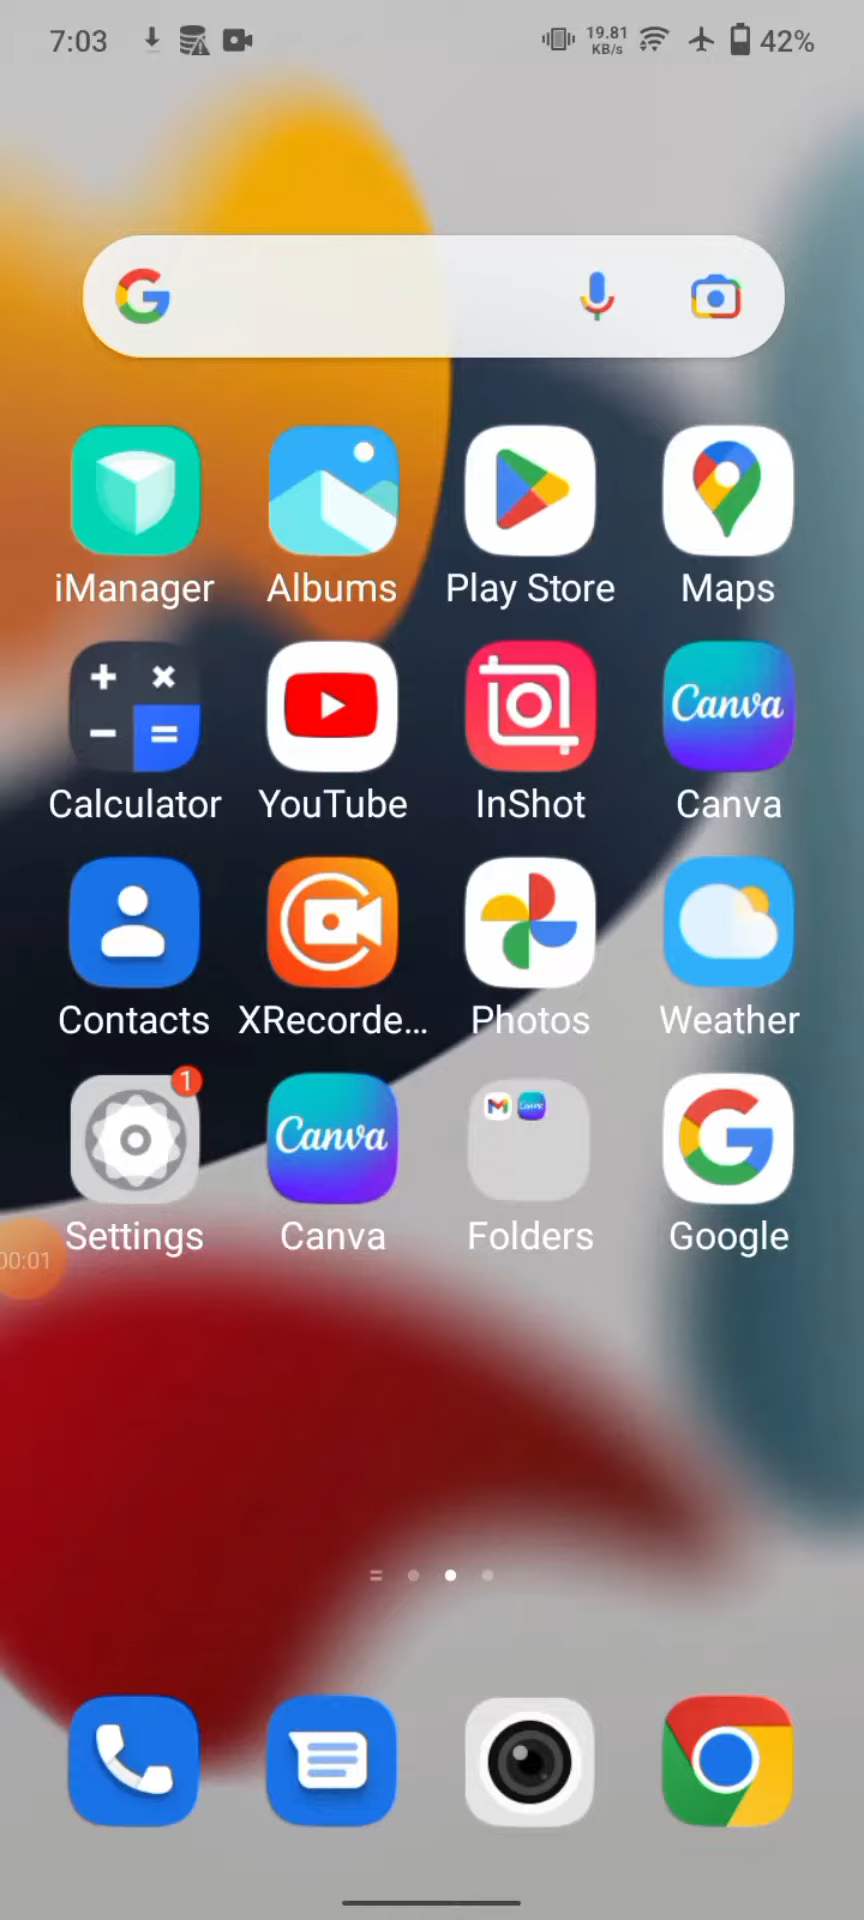 7:03 19.81 KB/s 42%
iManager Albums Play Store Maps
Canva
Calculator YouTube InShot Canva
Contacts XRecorde... Photos Weather
1
Canva
Settings Canva Folders Google
00:01